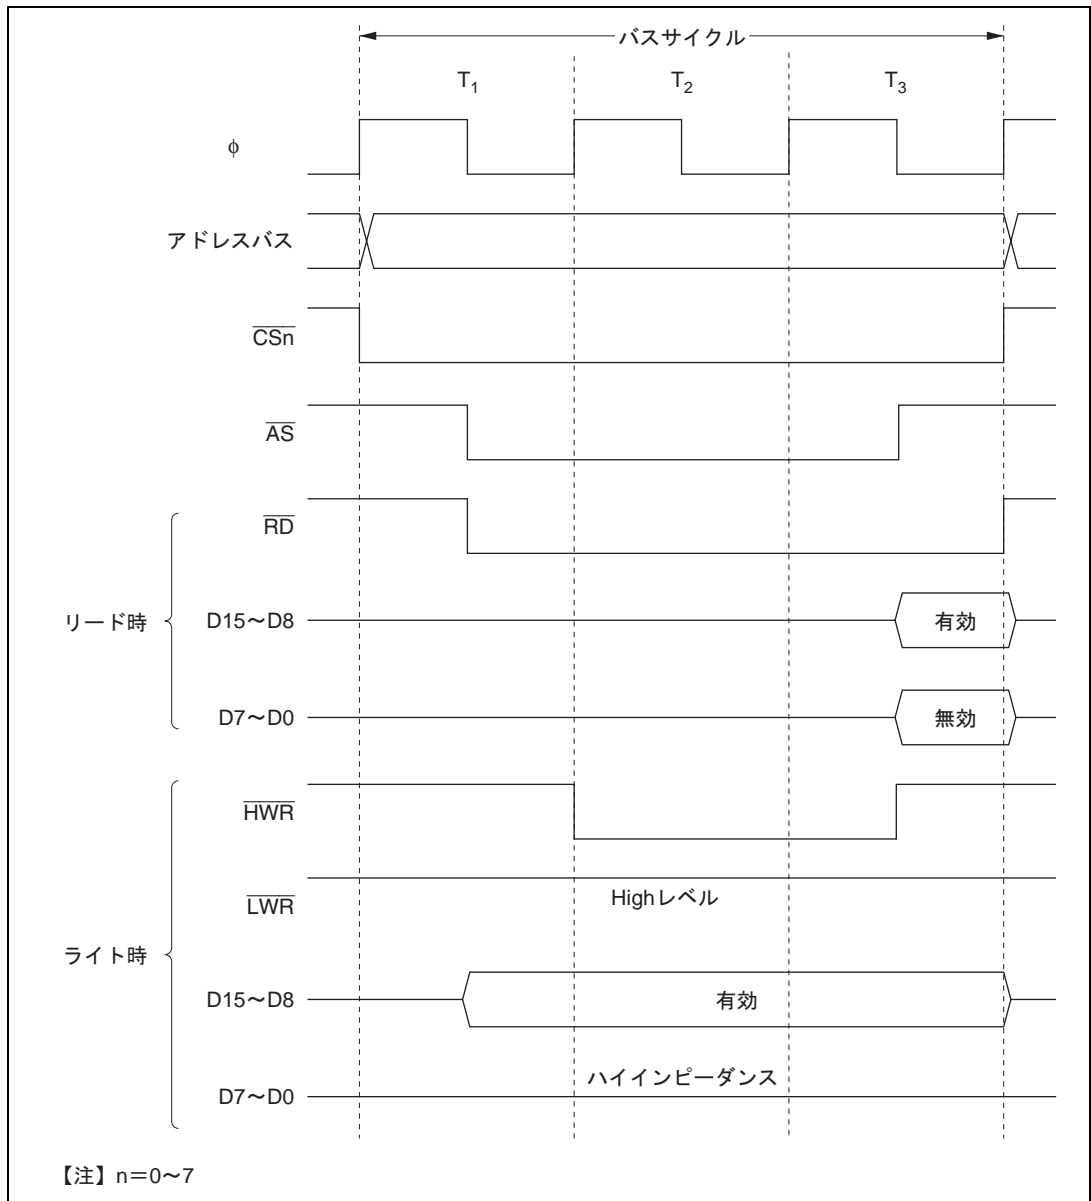 バスサイクル
T1 T2 T3
φ
アドレスバス
CSn
AS
RD
リード時 D15～D8 有効
D7～D0 無効
HWR
LWR Highレベル
ライト時 D15～D8 有効
D7～D0 ハイインピーダンス
【注】n＝0～7